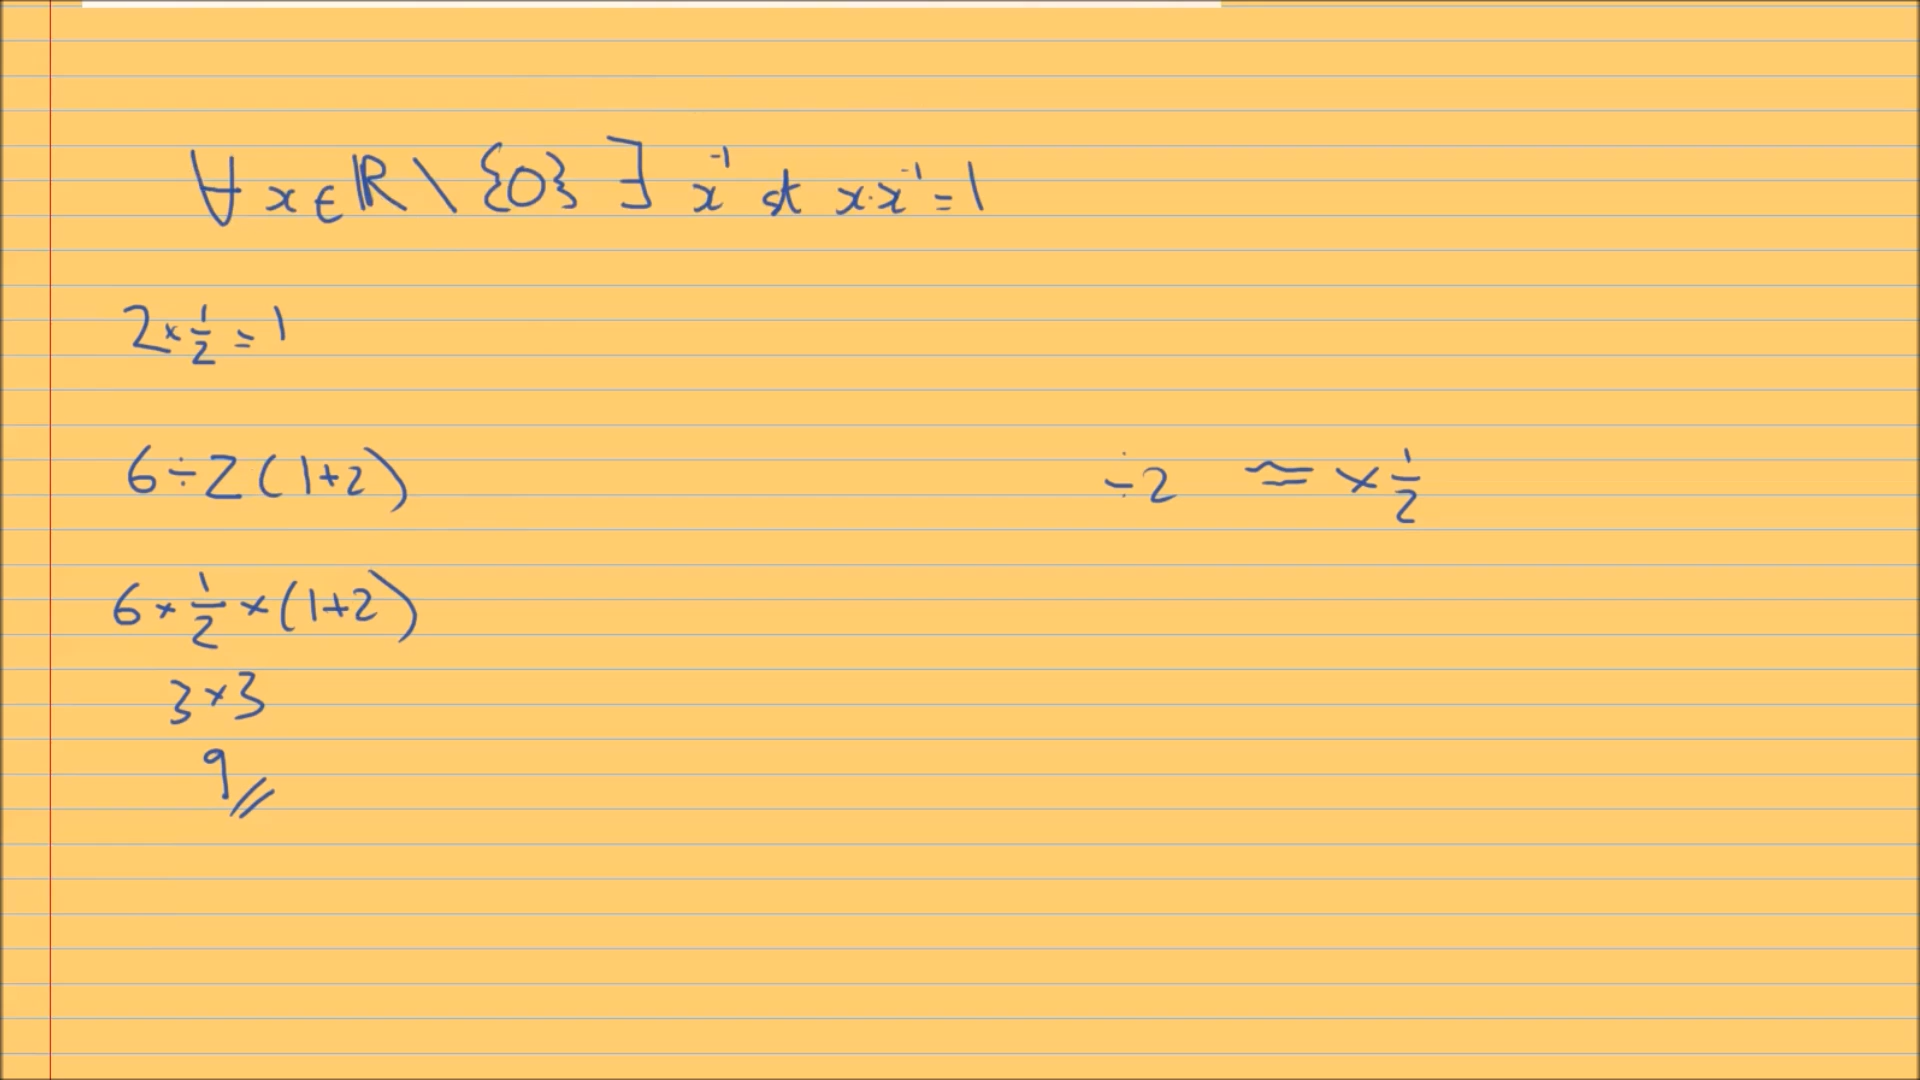 ∀ x ∈ ℝ \ {0} ∃ x⁻¹ st x·x⁻¹ = 1
2 × 1/2 = 1
6 ÷ 2 (1+2)
÷2 ≈ × 1/2
6 × 1/2 × (1+2)
3 × 3
9